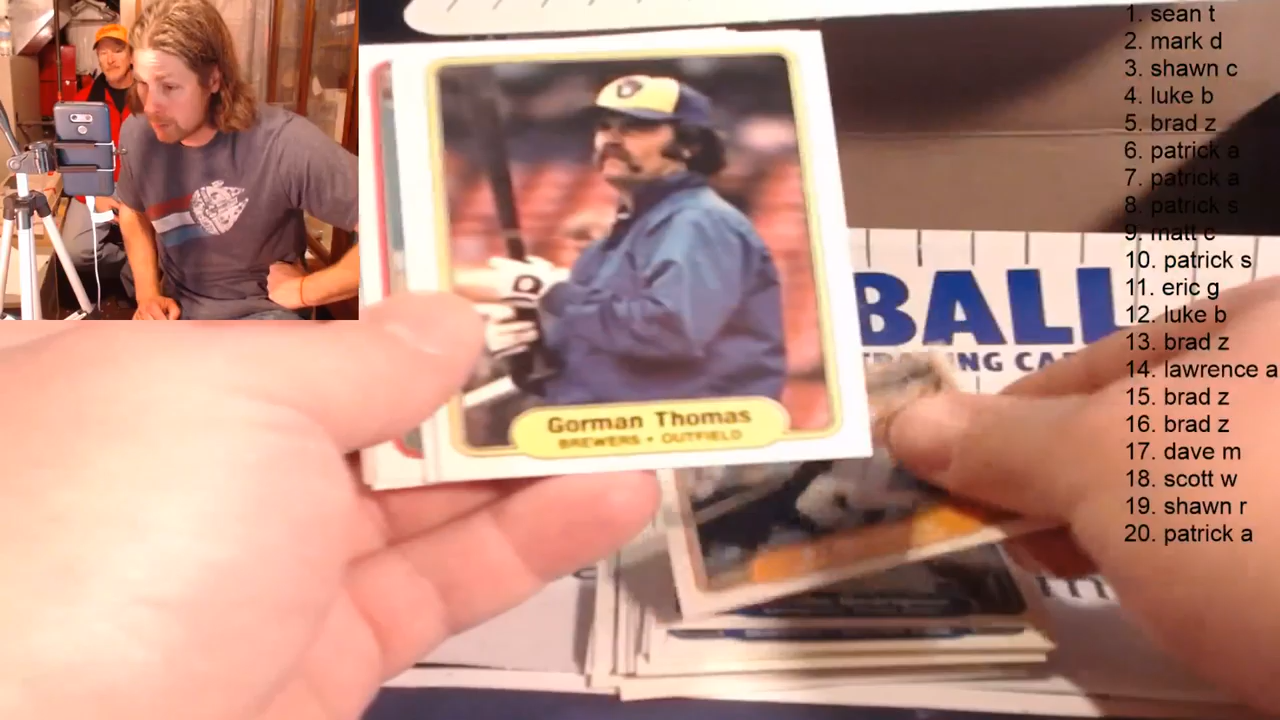 1. sean t
2. mark d
3. shawn c
4. luke b
5. brad z
6. patrick a
7. patrick a
8. patrick s
9. matt c
10. patrick s
11. eric g
12. luke b
13. brad z
14. lawrence a
15. brad z
16. brad z
17. dave m
18. scott w
19. shawn r
20. patrick a
BALL
Gorman Thomas
BREWERS • OUTFIELD